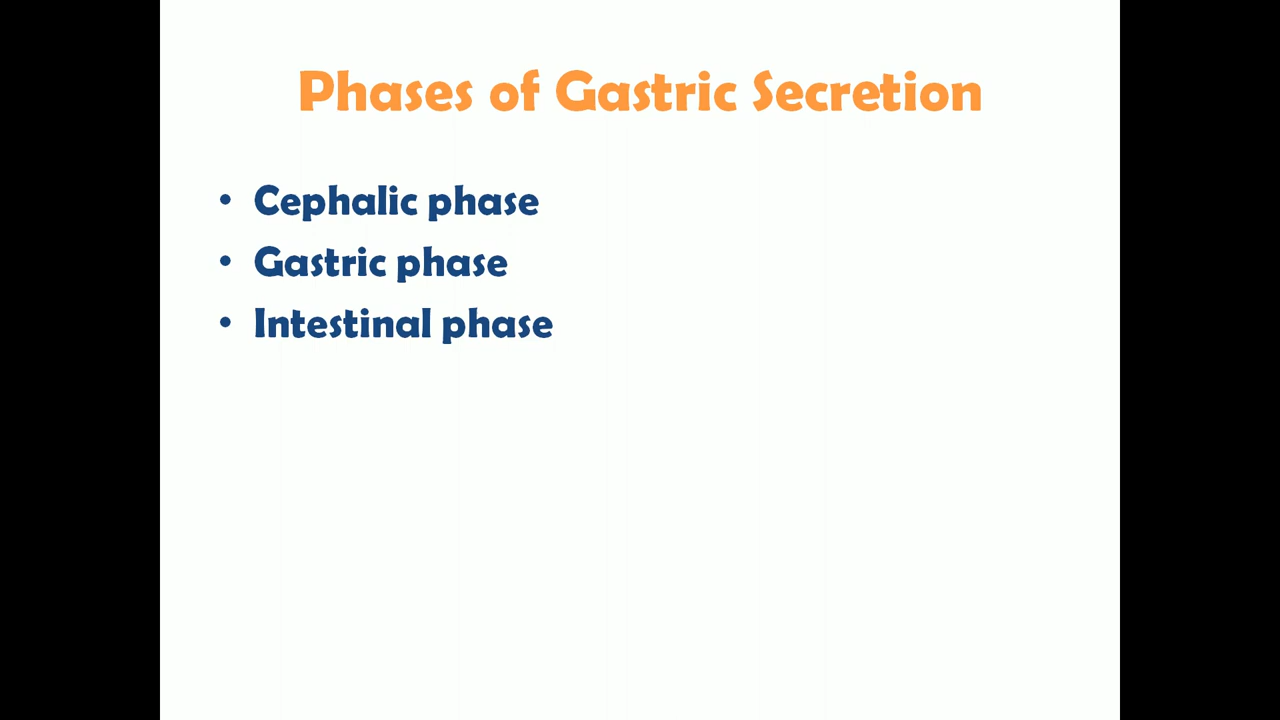 Phases of Gastric Secretion
• Cephalic phase
• Gastric phase
• Intestinal phase